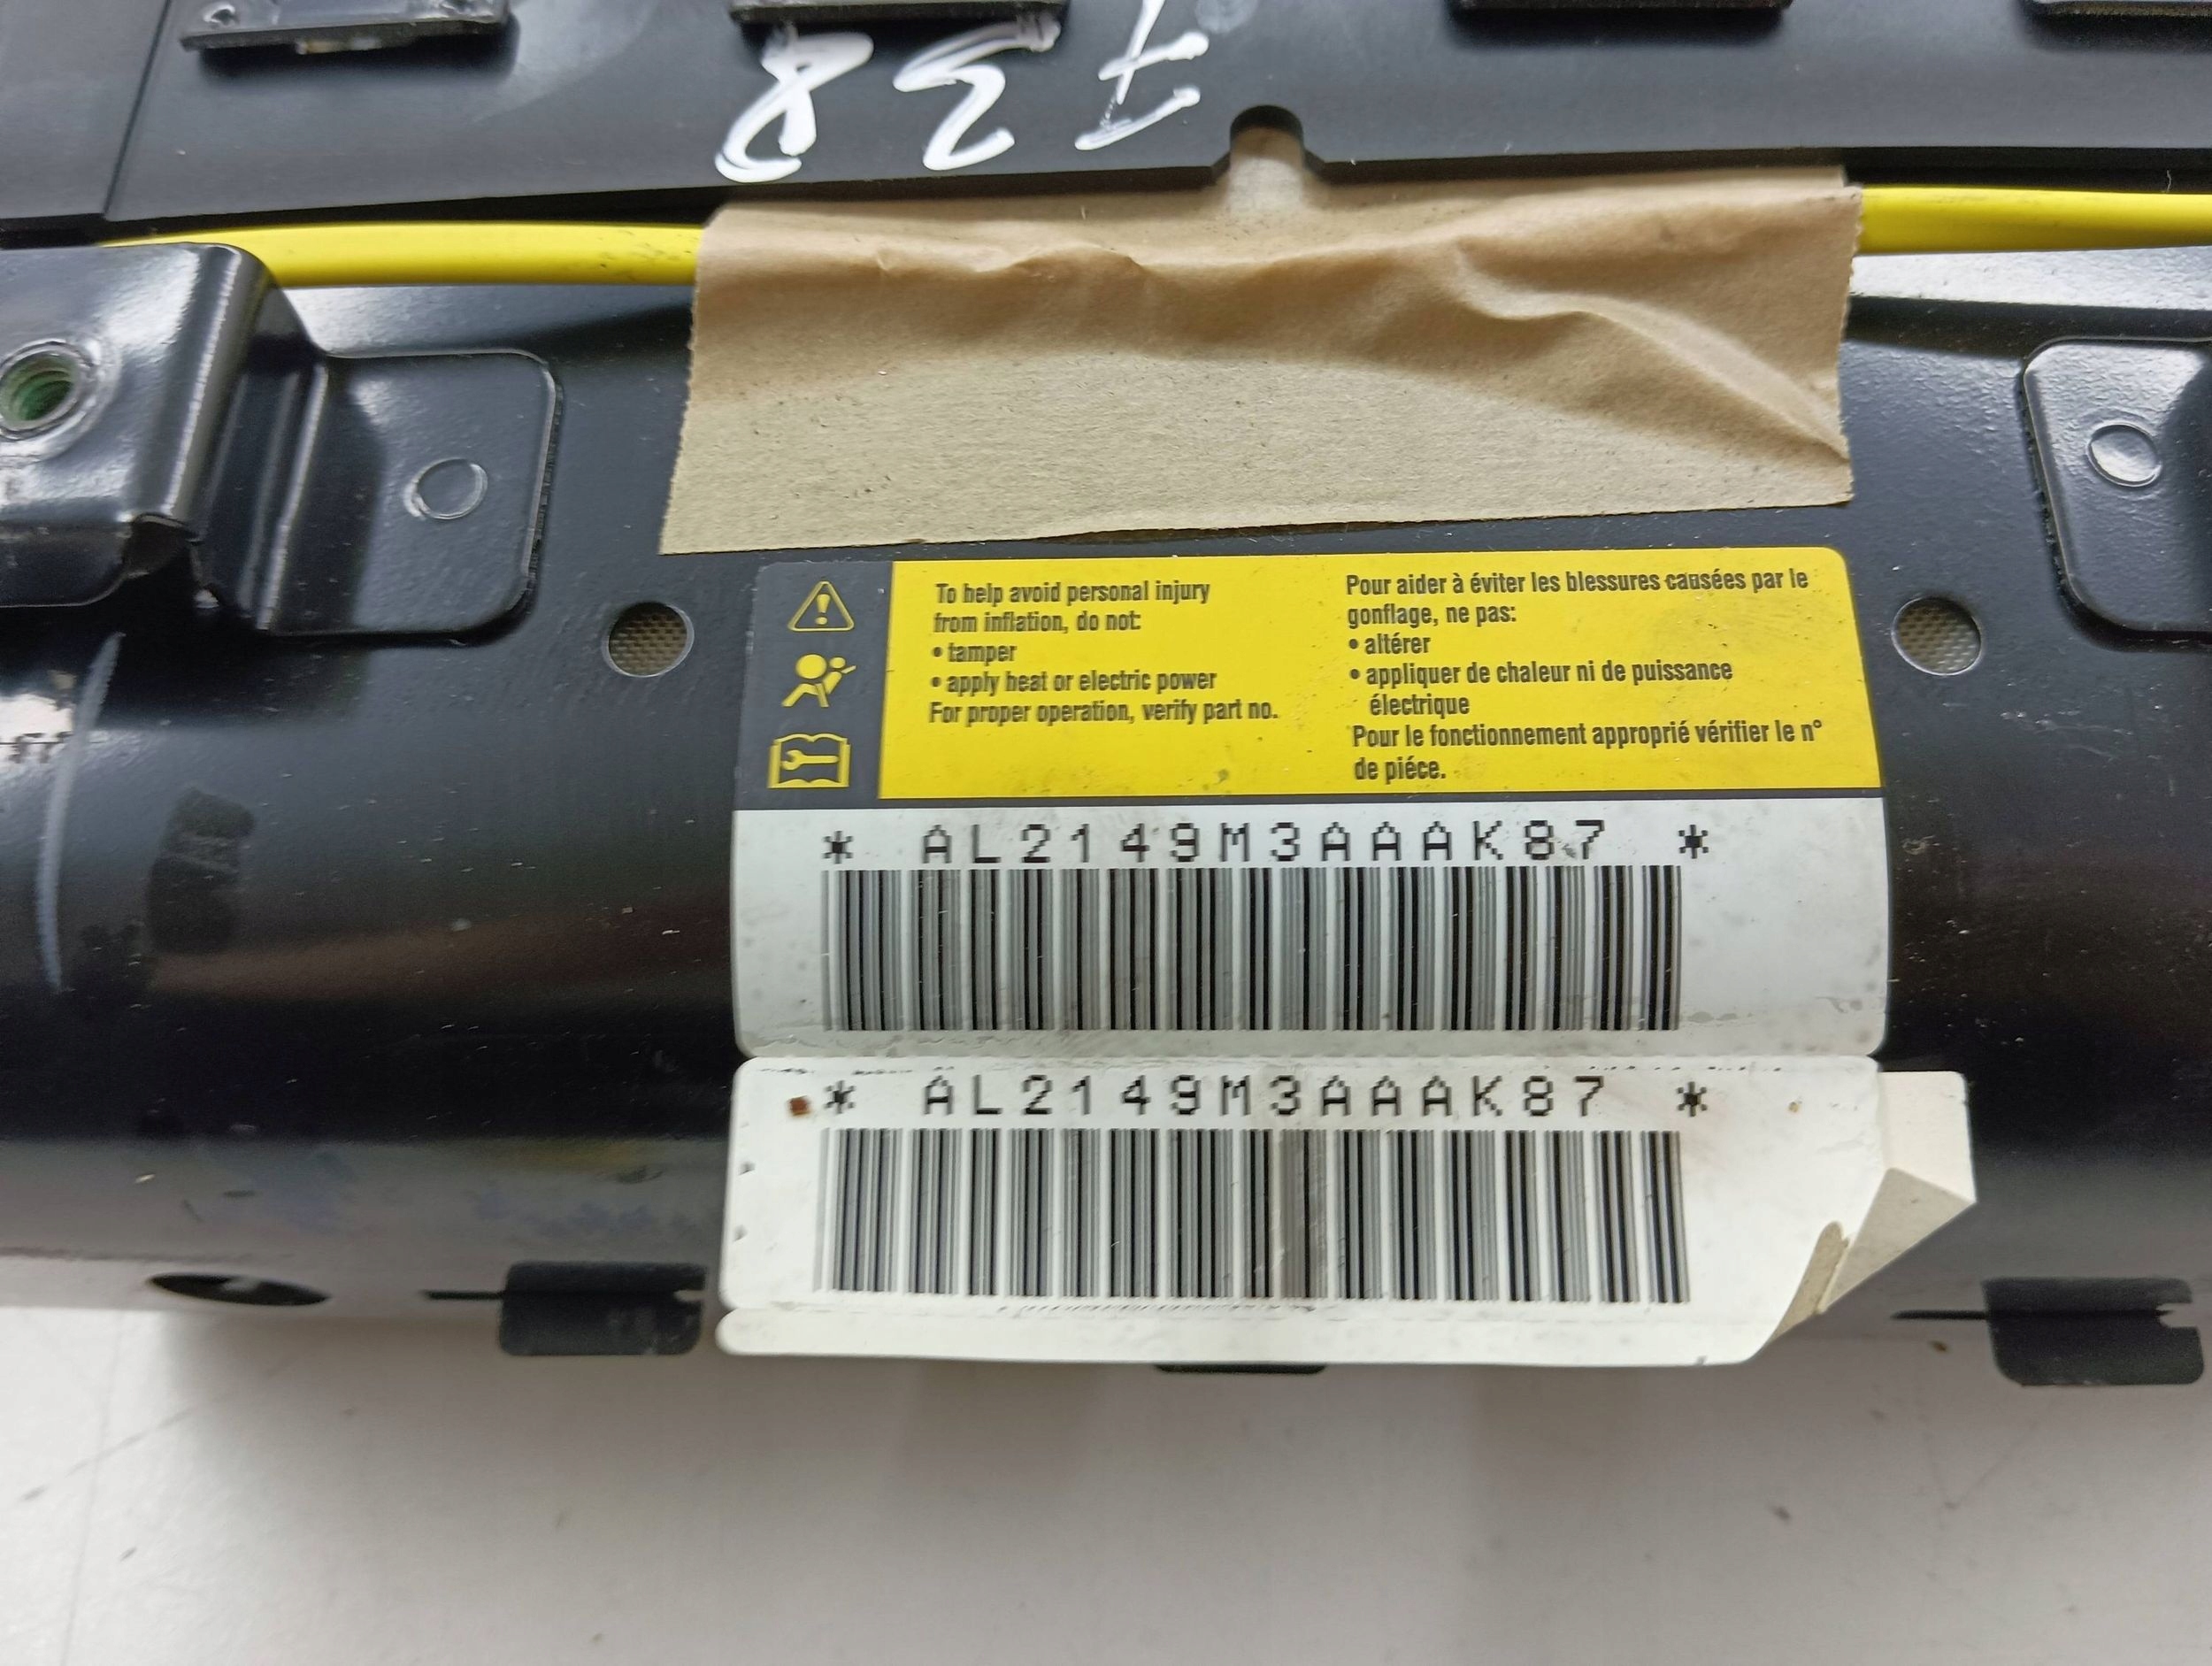 738
To help avoid personal injury
from inflation, do not:
• tamper
• apply heat or electric power
For proper operation, verify part no.
Pour aider à éviter les blessures causées par le
gonflage, ne pas:
• altérer
• appliquer de chaleur ni de puissance
électrique
Pour le fonctionnement approprié vérifier le n°
de piéce.
* AL2149M3AAAK87 *
* AL2149M3AAAK87 *